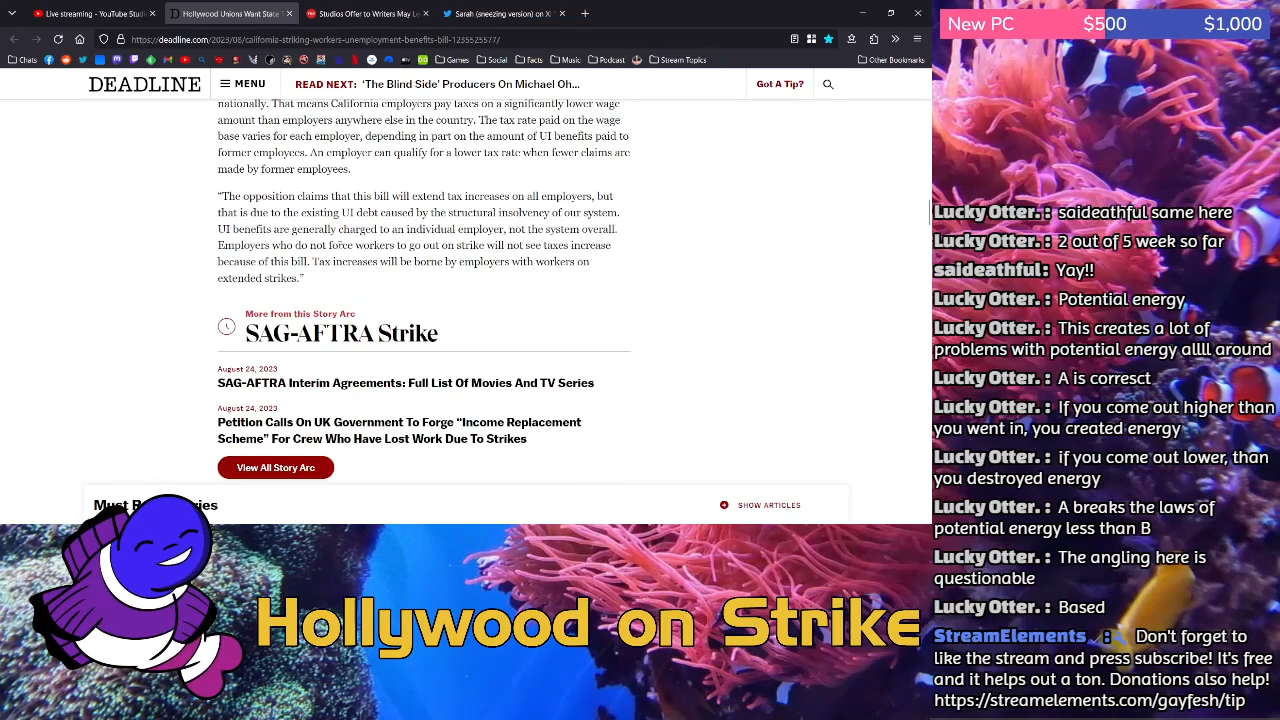 Live streaming - YouTube Studi
Hollywood Unions Want State T
Studios Offer to Writers May Le
Sarah (sneezing version) on X:
https://deadline.com/2023/08/california-striking-workers-unemployment-benefits-bill-1235525577/
Chats
Games
Social
Facts
Music
Podcast
Stream Topics
Other Bookmarks
DEADLINE
MENU
READ NEXT: ‘The Blind Side’ Producers On Michael Oh...
Got A Tip?
nationally. That means California employers pay taxes on a significantly lower wage
amount than employers anywhere else in the country. The tax rate paid on the wage
base varies for each employer, depending in part on the amount of UI benefits paid to
former employees. An employer can qualify for a lower tax rate when fewer claims are
made by former employees.
“The opposition claims that this bill will extend tax increases on all employers, but
that is due to the existing UI debt caused by the structural insolvency of our system.
UI benefits are generally charged to an individual employer, not the system overall.
Employers who do not force workers to go out on strike will not see taxes increase
because of this bill. Tax increases will be borne by employers with workers on
extended strikes.”
More from this Story Arc
SAG-AFTRA Strike
August 24, 2023
SAG-AFTRA Interim Agreements: Full List Of Movies And TV Series
August 24, 2023
Petition Calls On UK Government To Forge “Income Replacement
Scheme” For Crew Who Have Lost Work Due To Strikes
View All Story Arc
SHOW ARTICLES
Hollywood on Strike
New PC $500 $1,000
Lucky Otter. : saideathful same here
Lucky Otter. : 2 out of 5 week so far
saideathful: Yay!!
Lucky Otter. : Potential energy
Lucky Otter. : This creates a lot of
problems with potential energy allll around
Lucky Otter. : A is corresct
Lucky Otter. : If you come out higher than
you went in, you created energy
Lucky Otter. : if you come out lower, than
you destroyed energy
Lucky Otter. : A breaks the laws of
potential energy less than B
Lucky Otter. : The angling here is
questionable
Lucky Otter. : Based
StreamElements : Don't forget to
like the stream and press subscribe! It's free
and it helps out a ton. Donations also help!
https://streamelements.com/gayfesh/tip